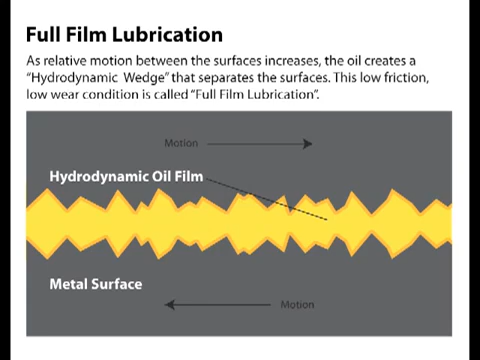 Full Film Lubrication
As relative motion between the surfaces increases, the oil creates a
“Hydrodynamic Wedge” that separates the surfaces. This low friction,
low wear condition is called “Full Film Lubrication”.
Motion
Hydrodynamic Oil Film
Metal Surface
Motion